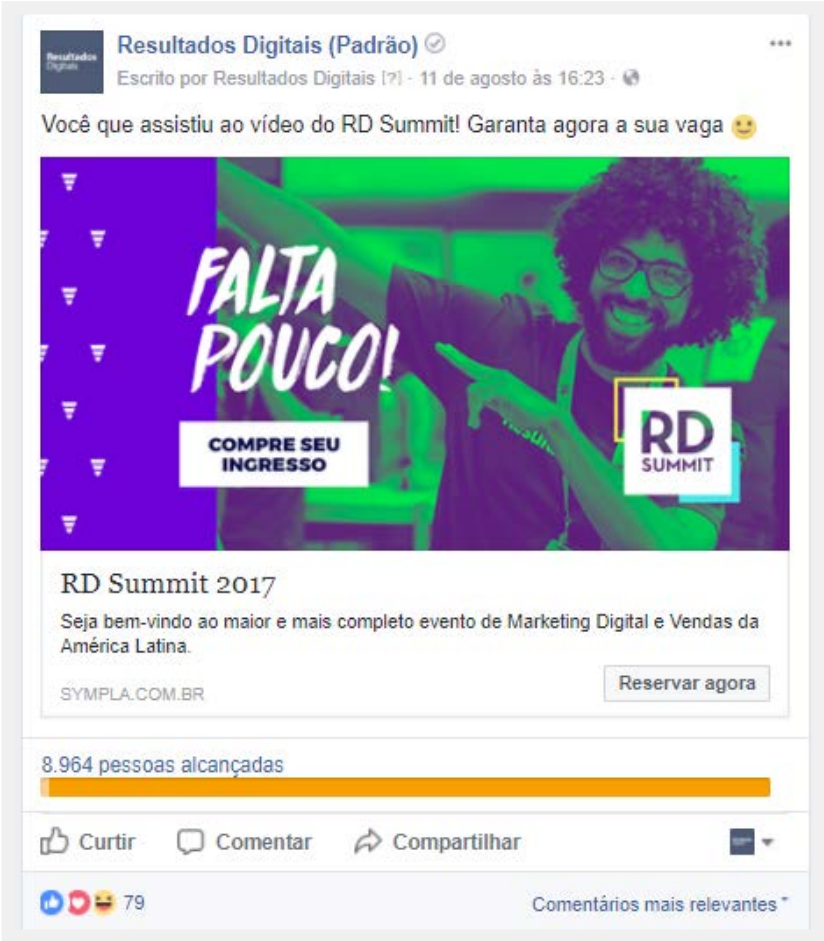 Resultados Digitais
Resultados Digitais (Padrão)
Escrito por Resultados Digitais [?] · 11 de agosto às 16:23 ·
Você que assistiu ao vídeo do RD Summit! Garanta agora a sua vaga
FALTA
POUCO!
COMPRE SEU
INGRESSO
RD
SUMMIT
RD Summit 2017
Seja bem-vindo ao maior e mais completo evento de Marketing Digital e Vendas da
América Latina.
SYMPLA.COM.BR
Reservar agora
8.964 pessoas alcançadas
Curtir Comentar Compartilhar
79 Comentários mais relevantes